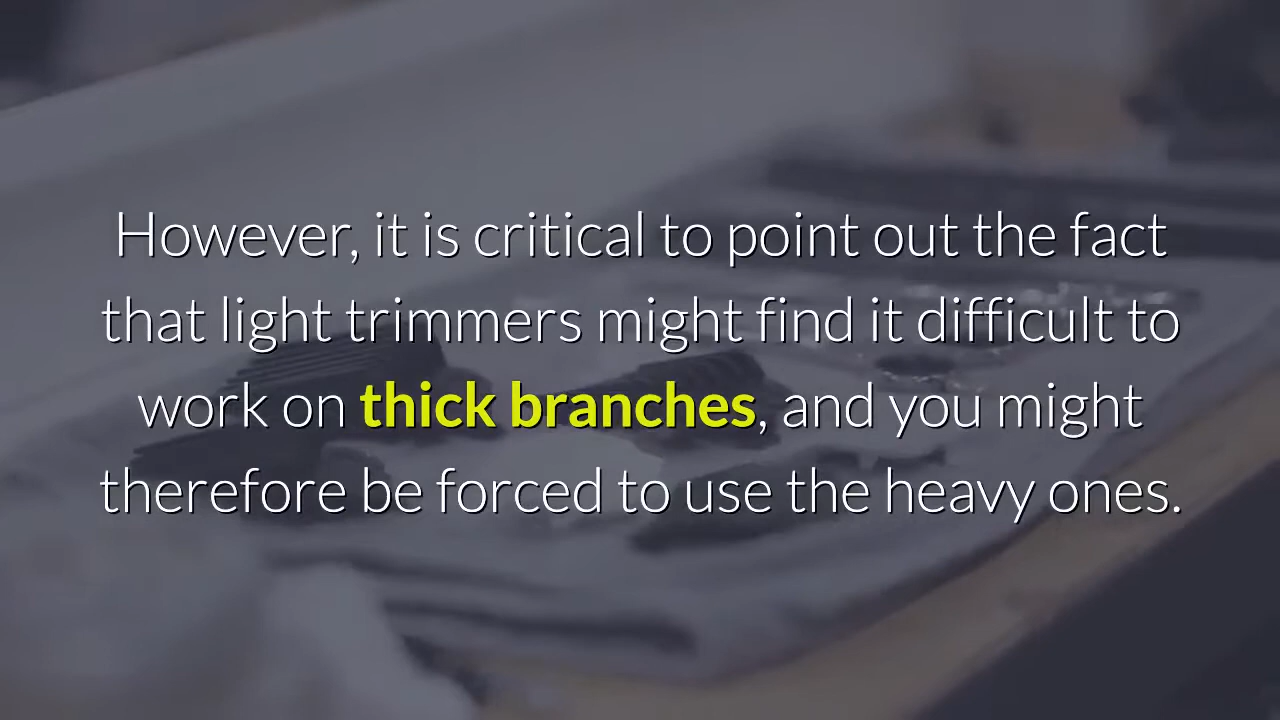 However, it is critical to point out the fact
that light trimmers might find it difficult to
work on thick branches, and you might
therefore be forced to use the heavy ones.